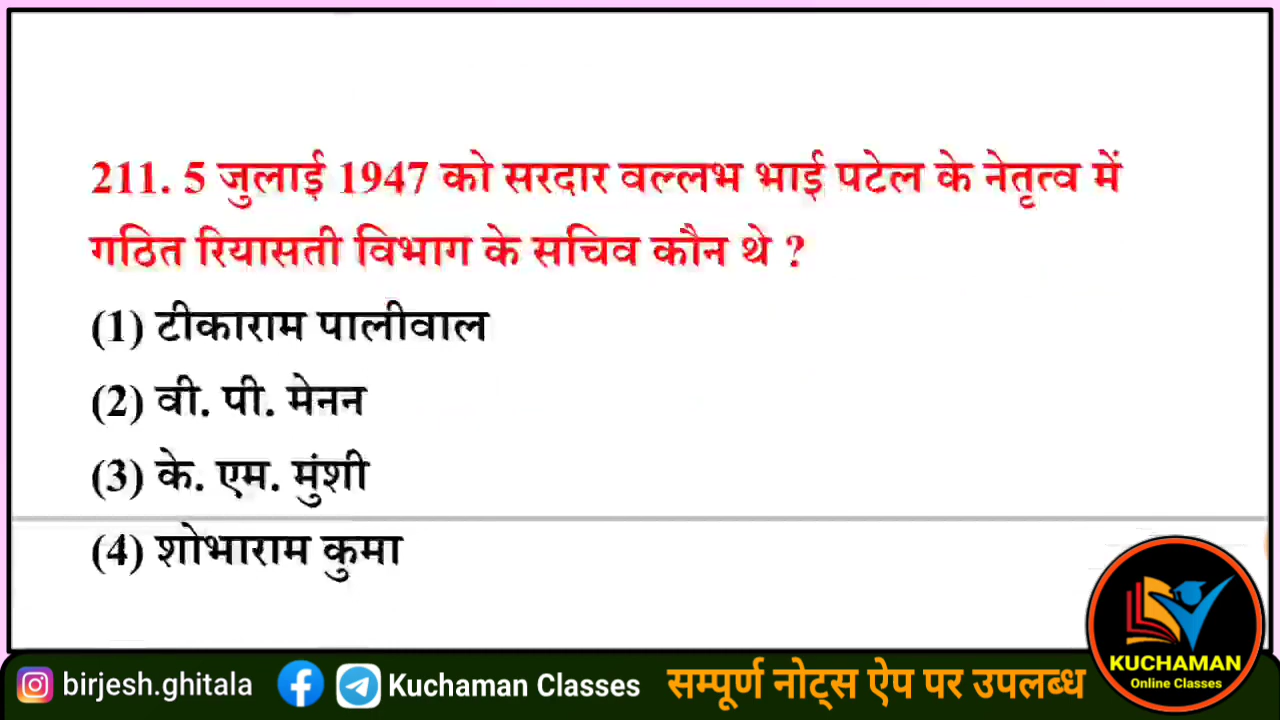 211. 5 जुलाई 1947 को सरदार वल्लभ भाई पटेल के नेतृत्व में
गठित रियासती विभाग के सचिव कौन थे ?
(1) टीकाराम पालीवाल
(2) वी. पी. मेनन
(3) के. एम. मुंशी
(4) शोभाराम कुमा
KUCHAMAN
Online Classes
birjesh.ghitala Kuchaman Classes सम्पूर्ण नोट्स ऐप पर उपलब्ध